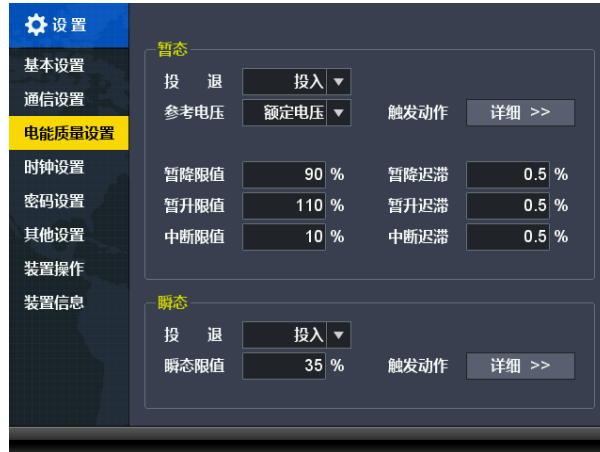 设置
基本设置
通信设置
电能质量设置
时钟设置
密码设置
其他设置
装置操作
装置信息
暂态
投 退 投入
参考电压 额定电压 触发动作 详细 >>
暂降限值 90 % 暂降迟滞 0.5 %
暂升限值 110 % 暂升迟滞 0.5 %
中断限值 10 % 中断迟滞 0.5 %
瞬态
投 退 投入
瞬态限值 35 % 触发动作 详细 >>